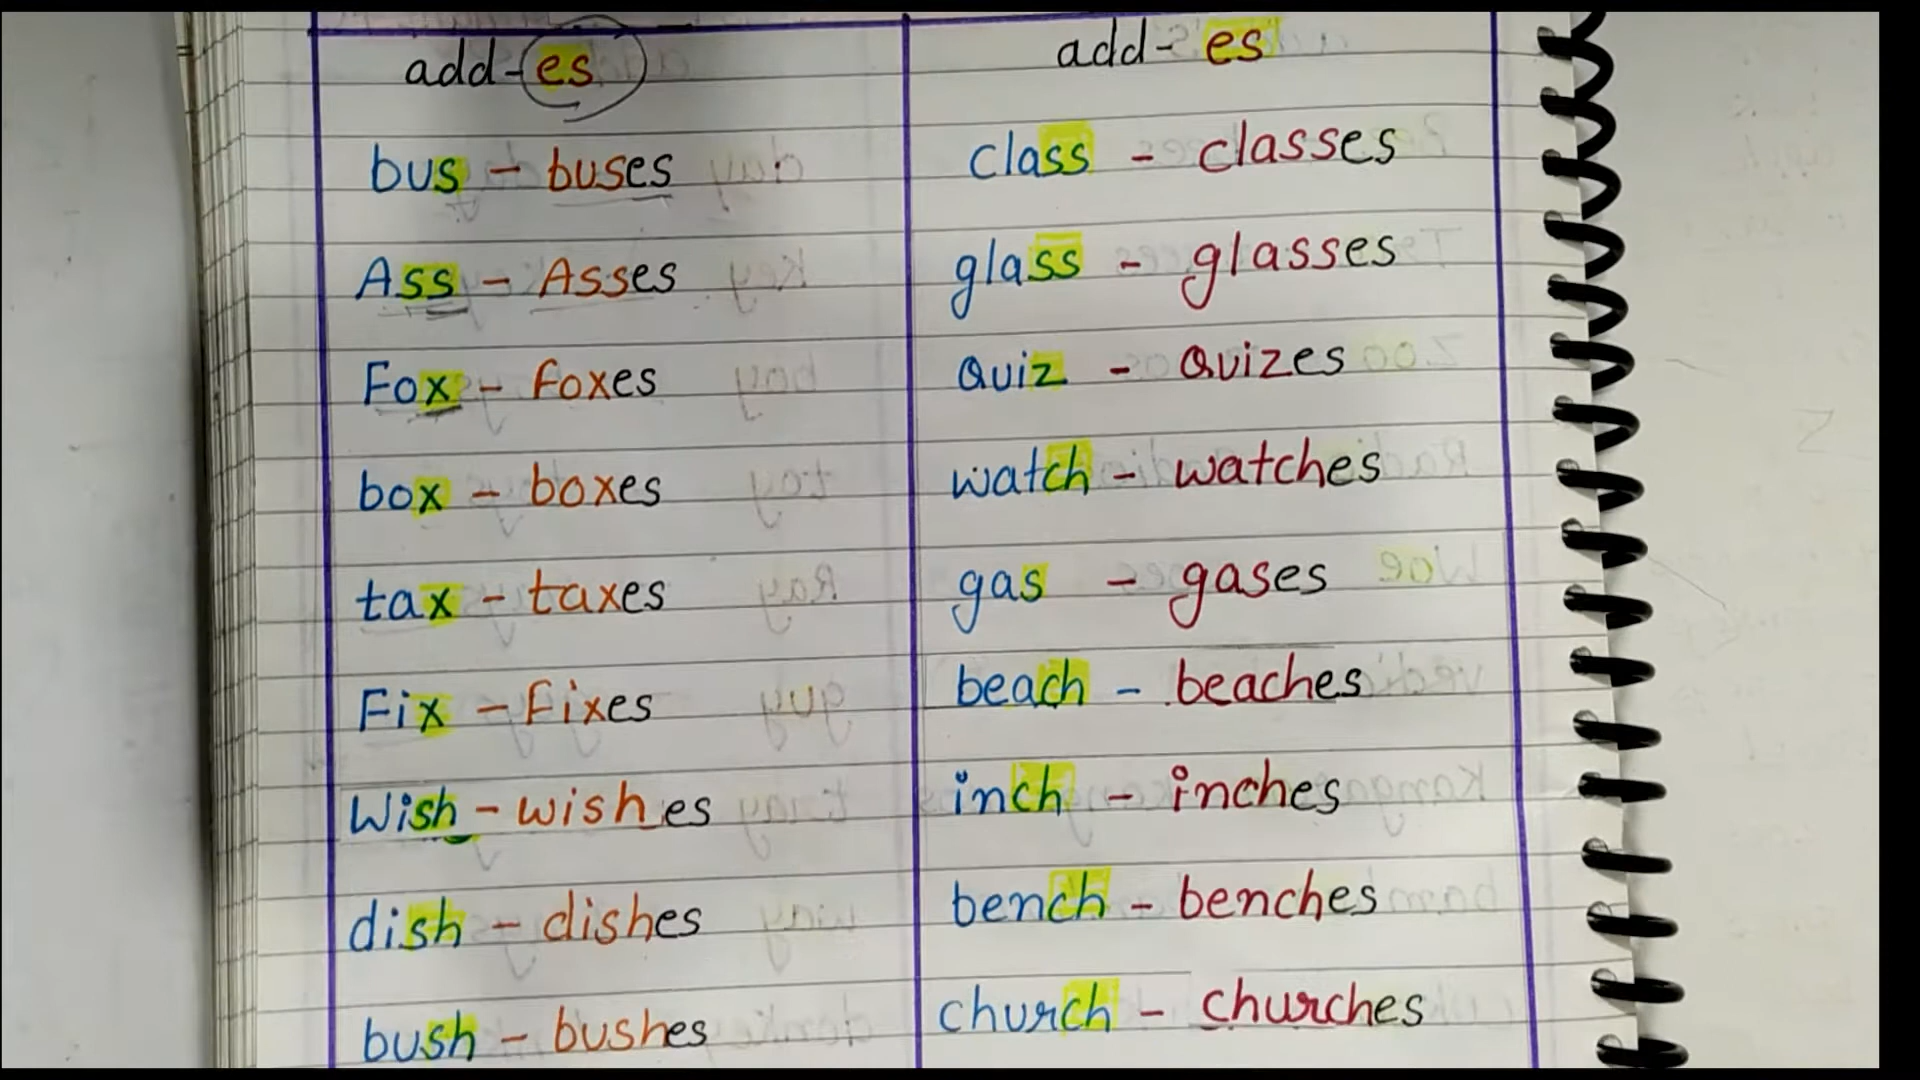 add-es
bus - buses
Ass - Asses
Fox - foxes
box - boxes
tax - taxes
Fix - Fixes
Wish - wishes
dish - dishes
bush - bushes
add- es
class - classes
glass - glasses
Quiz - Quizes
watch - watches
gas - gases
beach - beaches
inch - inches
bench - benches
church - churches